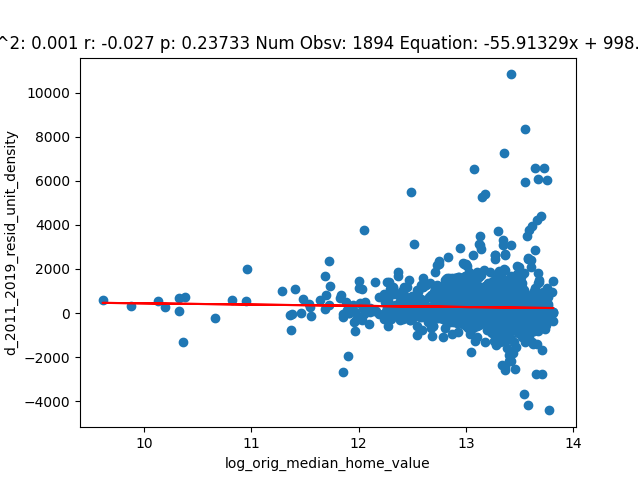 ^2: 0.001 r: -0.027 p: 0.23733 Num Obsv: 1894 Equation: -55.91329x + 998.
10000
8000
6000
4000
2000
0
−2000
−4000
d_2011_2019_resid_unit_density
10 11 12 13 14
log_orig_median_home_value